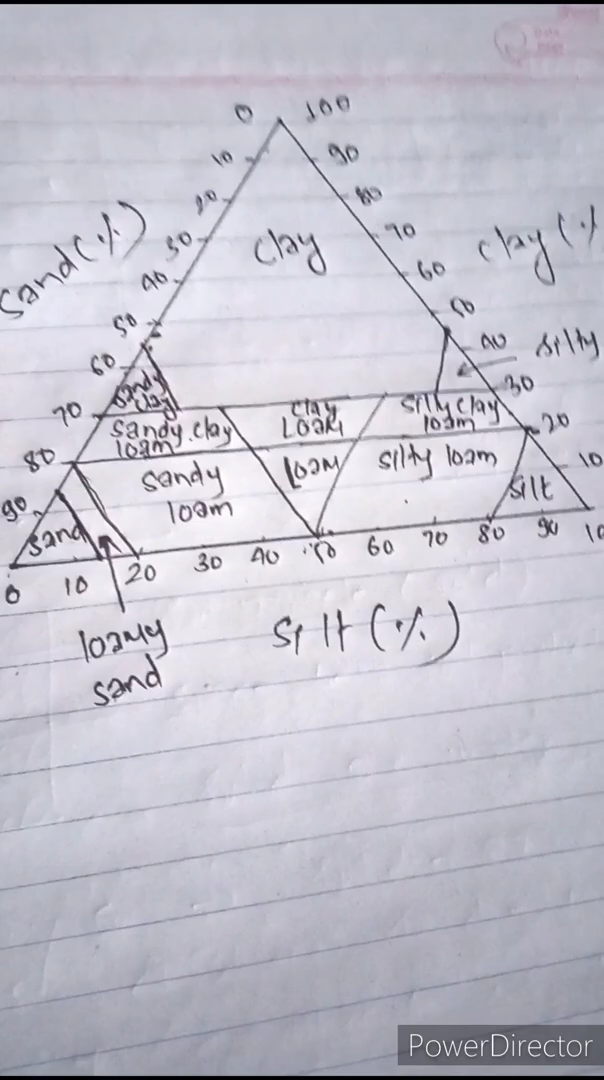 0 100
10 90
20 80
30 70
40 60
50 50
60 40
70 30
80 20
90 10
Sand (%)
Clay (%
Clay
silty
Sandy
clay
Sandy clay
loam
Clay
Loam
Silty clay
loam
Sandy
loam
Loam
Silty loam
Silt
Sand
0 10 20 30 40 50 60 70 80 90 10
loamy
sand
Silt (%)
PowerDirector